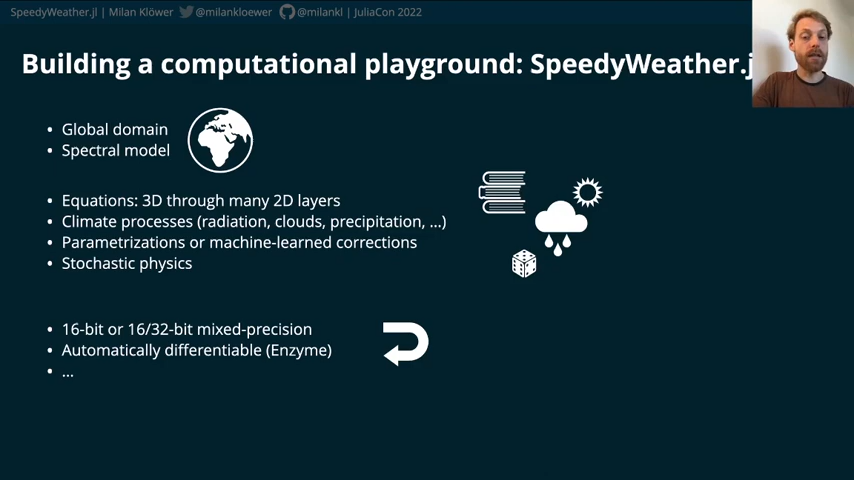 SpeedyWeather.jl | Milan Klöwer @milankloewer @milankl | JuliaCon 2022
Building a computational playground: SpeedyWeather.j
• Global domain
• Spectral model
• Equations: 3D through many 2D layers
• Climate processes (radiation, clouds, precipitation, ...)
• Parametrizations or machine-learned corrections
• Stochastic physics
• 16-bit or 16/32-bit mixed-precision
• Automatically differentiable (Enzyme)
• ...